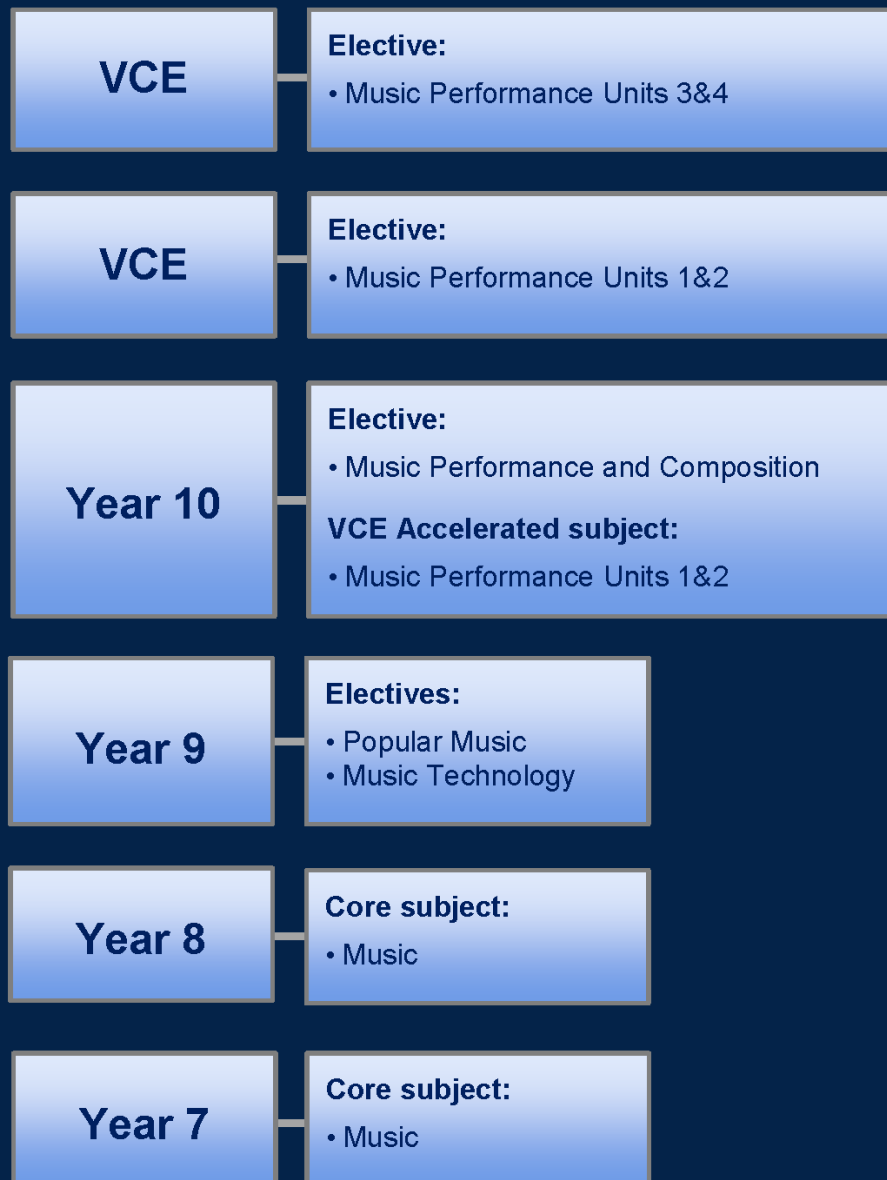 VCE
Elective:
• Music Performance Units 3&4
VCE
Elective:
• Music Performance Units 1&2
Year 10
Elective:
• Music Performance and Composition
VCE Accelerated subject:
• Music Performance Units 1&2
Year 9
Electives:
• Popular Music
• Music Technology
Year 8
Core subject:
• Music
Year 7
Core subject:
• Music